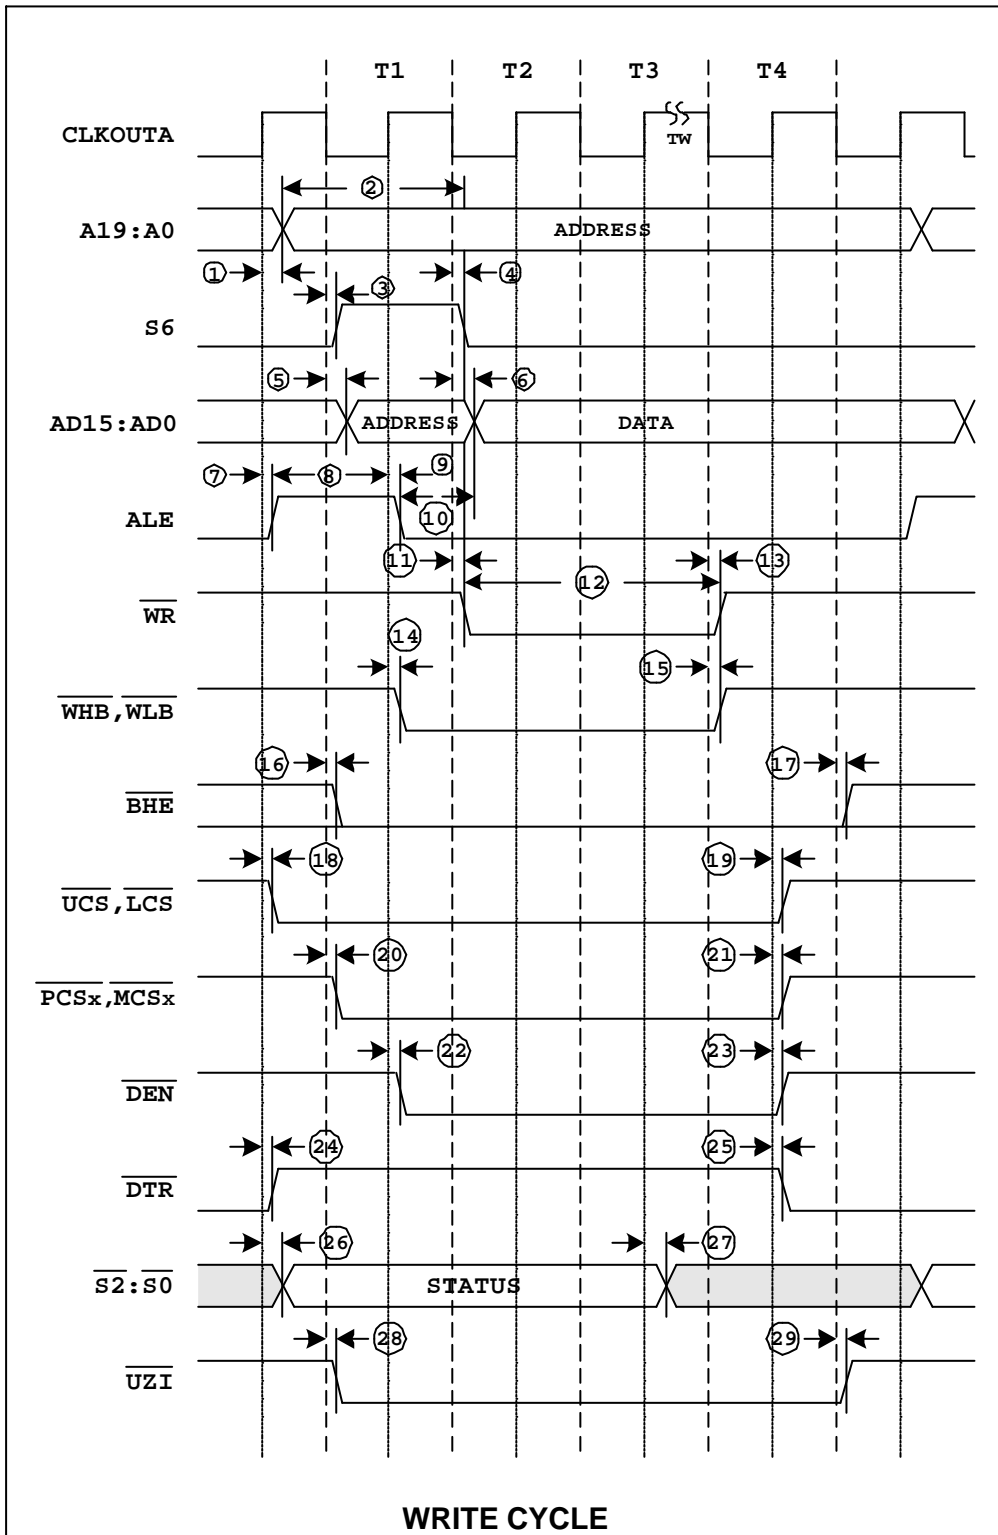 T1 T2 T3 T4
CLKOUTA
TW
②
A19:A0 ADDRESS
① ④
③
S6
⑤ ⑥
AD15:AD0 ADDRESS DATA
⑦ ⑧ ⑨
ALE ⑩
⑪ ⑬
⑫
WR
⑭
⑮
WHB,WLB
⑯ ⑰
BHE
⑱ ⑲
UCS,LCS
⑳ ㉑
PCSx,MCSx
㉒ ㉓
DEN
㉔ ㉕
DTR
㉖ ㉗
S2:S0 STATUS
㉘ ㉙
UZI
WRITE CYCLE